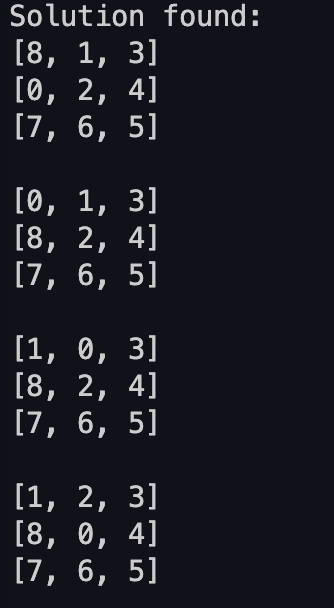 Solution found:
[8, 1, 3]
[0, 2, 4]
[7, 6, 5]
[0, 1, 3]
[8, 2, 4]
[7, 6, 5]
[1, 0, 3]
[8, 2, 4]
[7, 6, 5]
[1, 2, 3]
[8, 0, 4]
[7, 6, 5]